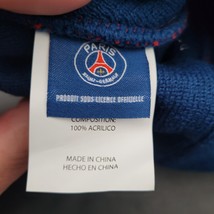 PARIS
SAINT-GERMAIN
PRODUIT SOUS LICENCE OFFICIELLE
COMPOSITION:
100% ACRILICO
MADE IN CHINA
HECHO EN CHINA